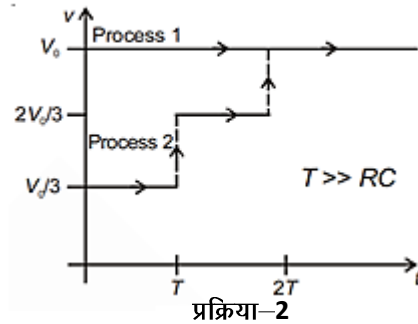 v
V₀
Process 1
2V₀/3
Process 2
V₀/3
T >> RC
T
2T
t
प्रक्रिया–2